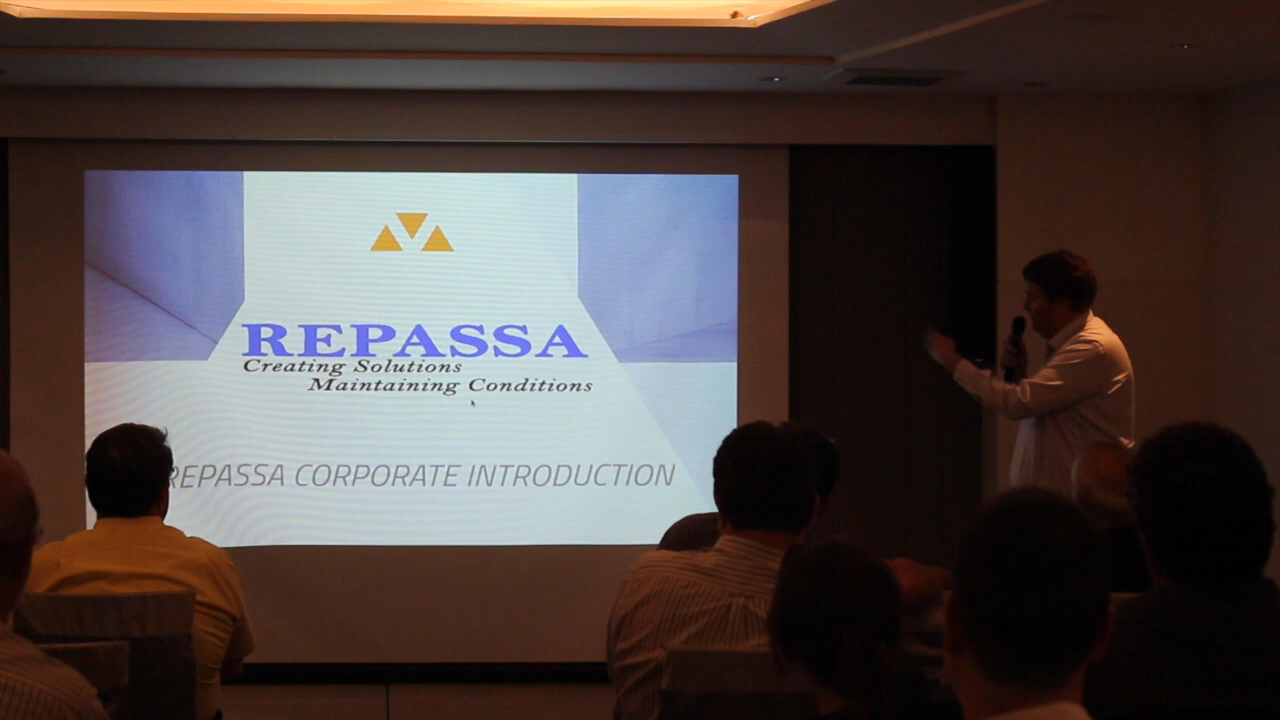 REPASSA
Creating Solutions
Maintaining Conditions
REPASSA CORPORATE INTRODUCTION